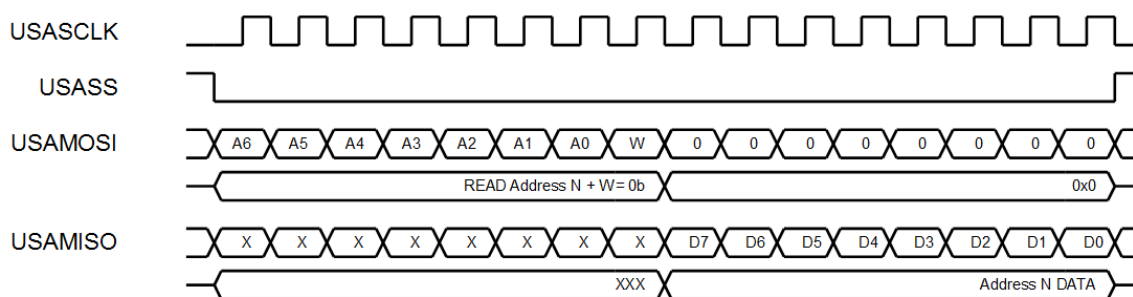 USASCLK
USASS
USAMOSI A6 A5 A4 A3 A2 A1 A0 W 0 0 0 0 0 0 0 0
READ Address N + W= 0b 0x0
USAMISO X X X X X X X X D7 D6 D5 D4 D3 D2 D1 D0
XXX Address N DATA